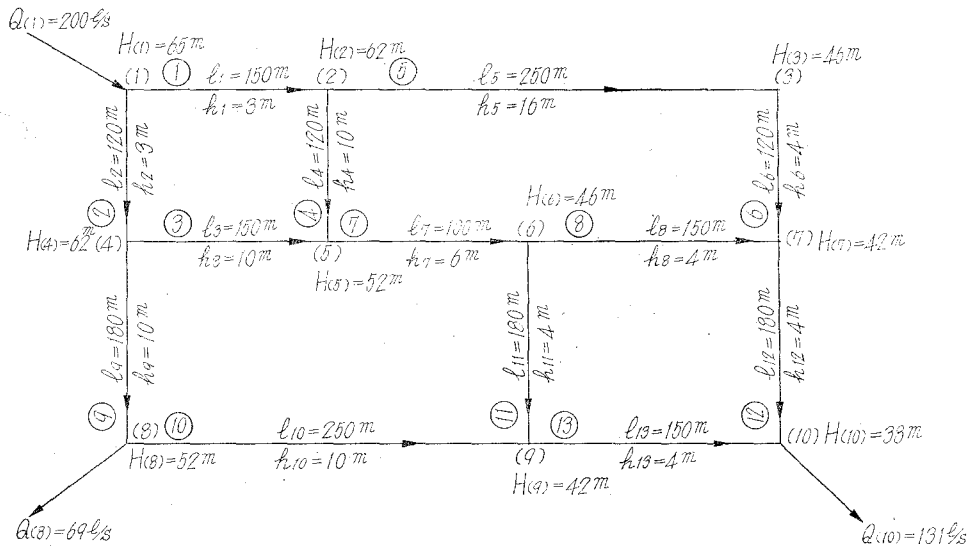 Q(1)=200ℓ/s
H(1)=65m
(1) ① ℓ1=150m
h1=3m
H(2)=62m
(2) ⑤ ℓ5=250m
h5=16m
H(3)=46m
(3)
ℓ2=120m
h2=3m
②
ℓ4=120m
h4=10m
④
ℓ6=120m
h6=4m
⑥
H(4)=62m (4)
③ ℓ3=150m
h3=10m
(5) ⑦ ℓ7=100m
h7=6m
H(5)=52m
H(6)=46m
(6) ⑧ ℓ8=150m
h8=4m
(7) H(7)=42m
ℓ9=180m
h9=10m
⑨
ℓ11=180m
h11=4m
⑪
ℓ12=180m
h12=4m
⑫
(8) ⑩ ℓ10=250m
H(8)=52m
h10=10m
(9) ⑬ ℓ13=150m
h13=4m
H(9)=42m
(10) H(10)=38m
Q(8)=69ℓ/s
Q(10)=131ℓ/s